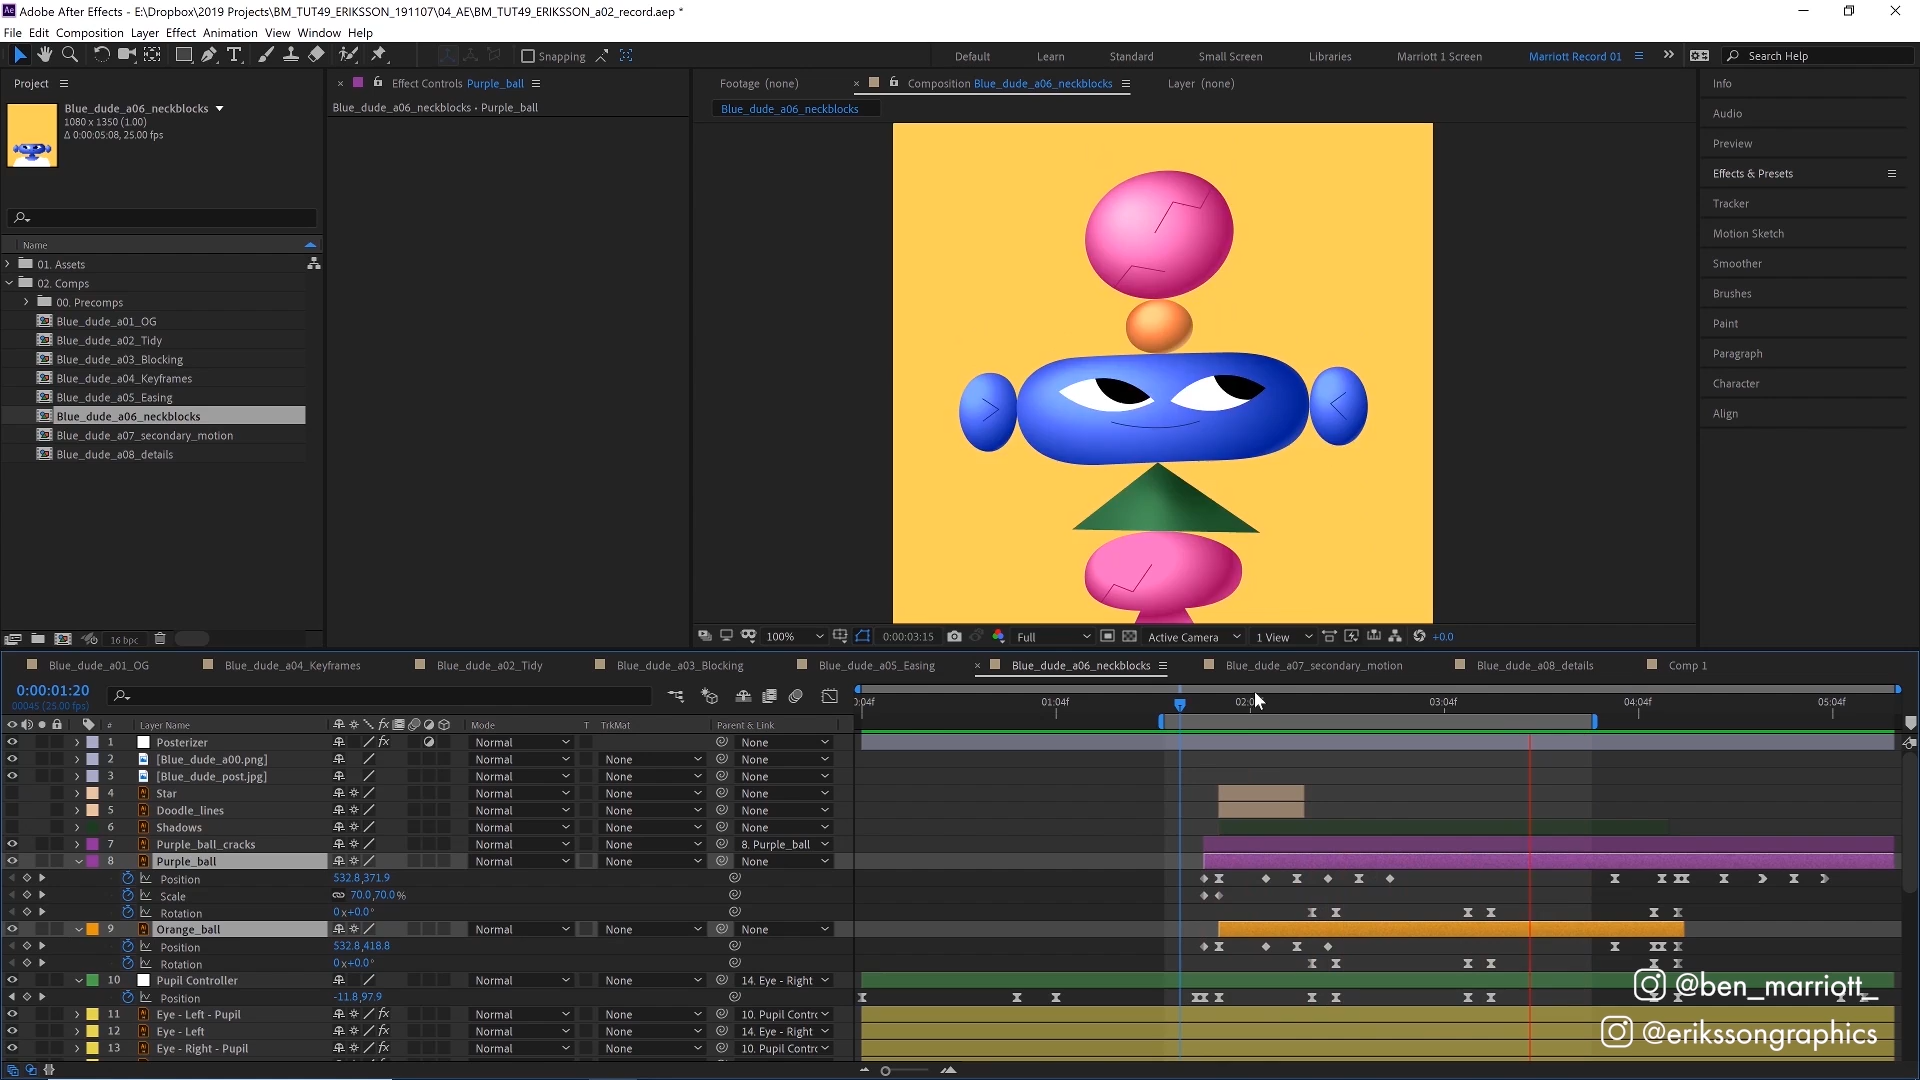 Adobe After Effects - E:\Dropbox\2019 Projects\BM_TUT49_ERIKSSON_191107\04_AE\BM_TUT49_ERIKSSON_a02_record.aep *
File Edit Composition Layer Effect Animation View Window Help
Snapping
Default Learn Standard Small Screen Libraries Marriott 1 Screen Marriott Record 01 Search Help
Project
Blue_dude_a06_neckblocks
1080 x 1350 (1.00)
Δ 0:00:05:08, 25.00 fps
Name
01. Assets
02. Comps
00. Precomps
Blue_dude_a01_OG
Blue_dude_a02_Tidy
Blue_dude_a03_Blocking
Blue_dude_a04_Keyframes
Blue_dude_a05_Easing
Blue_dude_a06_neckblocks
Blue_dude_a07_secondary_motion
Blue_dude_a08_details
16 bpc
Effect Controls Purple_ball
Blue_dude_a06_neckblocks • Purple_ball
Footage (none) Composition Blue_dude_a06_neckblocks Layer (none)
Blue_dude_a06_neckblocks
100% 0:00:03:15 Full Active Camera 1 View +0.0
Info
Audio
Preview
Effects & Presets
Tracker
Motion Sketch
Smoother
Brushes
Paint
Paragraph
Character
Align
Blue_dude_a01_OG Blue_dude_a04_Keyframes Blue_dude_a02_Tidy Blue_dude_a03_Blocking Blue_dude_a05_Easing Blue_dude_a06_neckblocks Blue_dude_a07_secondary_motion Blue_dude_a08_details Comp 1
0:00:01:20
00045 (25.00 fps)
01:04f 03:04f 04:04f 05:04f
# Layer Name Mode T TrkMat Parent & Link
1 Posterizer Normal None
2 [Blue_dude_a00.png] Normal None None
3 [Blue_dude_post.jpg] Normal None None
4 Star Normal None None
5 Doodle_lines Normal None None
6 Shadows Normal None None
7 Purple_ball_cracks Normal None 8. Purple_ball
8 Purple_ball Normal None None
Position 532.8,371.9
Scale 70.0,70.0%
Rotation 0x+0.0°
9 Orange_ball Normal None None
Position 532.8,418.8
Rotation 0x+0.0°
10 Pupil Controller Normal None 14. Eye - Right
Position -11.8,97.9
11 Eye - Left - Pupil Normal None 10. Pupil Contro
12 Eye - Left Normal None 14. Eye - Right
13 Eye - Right - Pupil Normal None 10. Pupil Contro
@ben_marriott_
@erikssongraphics